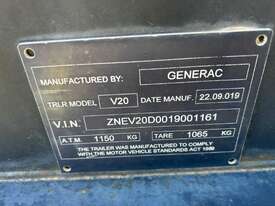 MANUFACTURED BY: GENERAC
TRLR MODEL V20 DATE MANUF. 22.09.019
V.I.N. ZNEV20D0019001161
A.T.M. 1150 KG TARE 1065 KG
THE TRAILER WAS MANUFACTURED TO COMPLY
WITH THE MOTOR VEHICLE STANDARDS ACT 1989